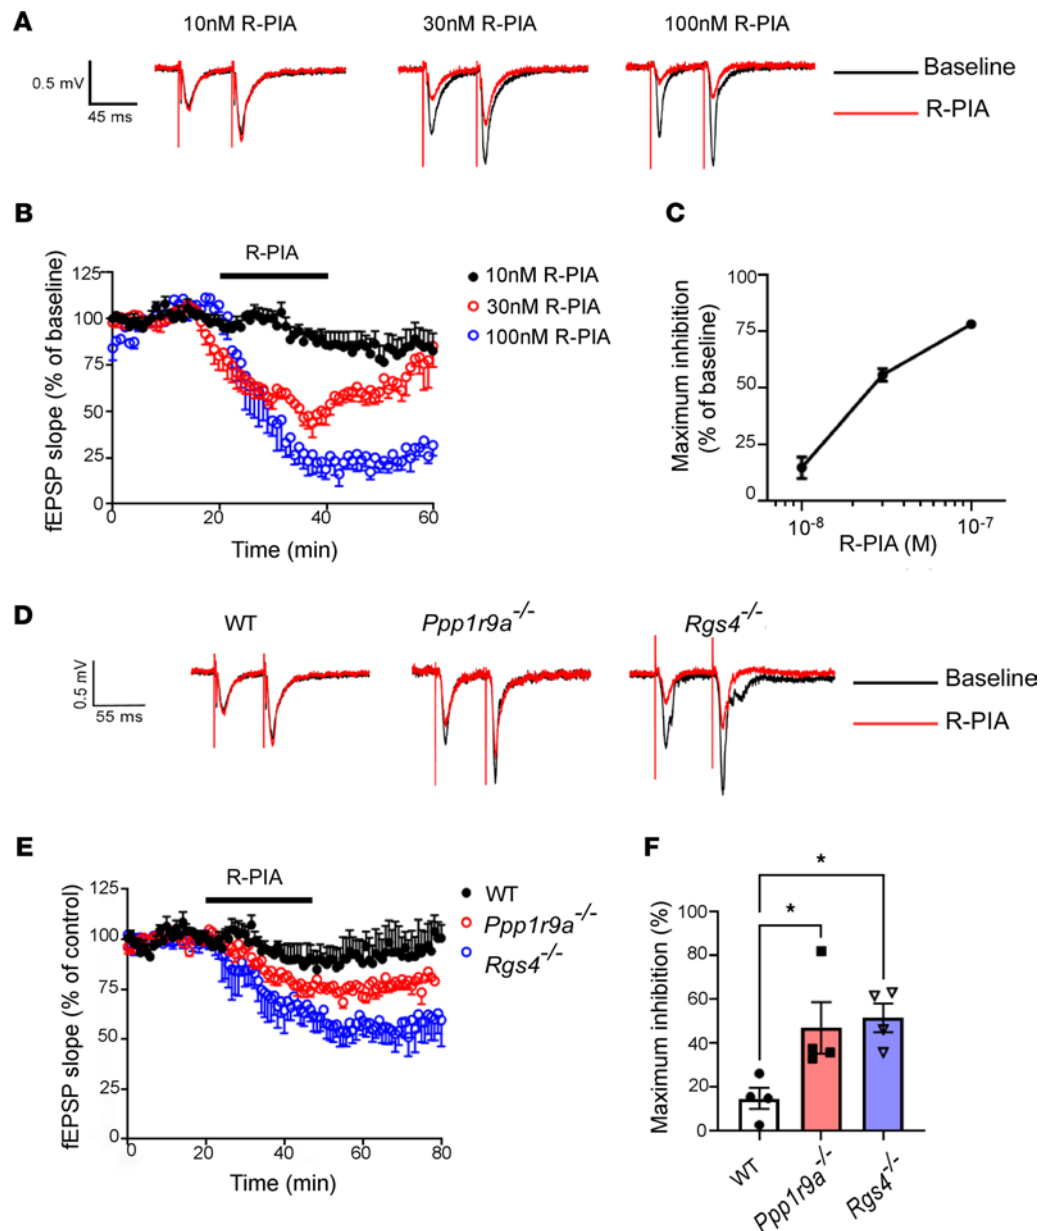 A
10nM R-PIA
30nM R-PIA
100nM R-PIA
0.5 mV
45 ms
Baseline
R-PIA
B
R-PIA
fEPSP slope (% of baseline)
125
100
75
50
25
0
0
20
40
60
Time (min)
10nM R-PIA
30nM R-PIA
100nM R-PIA
C
Maximum inhibition
(% of baseline)
100
75
50
25
0
10-8
10-7
R-PIA (M)
D
WT
Ppp1r9a-/-
Rgs4-/-
0.5 mV
55 ms
Baseline
R-PIA
E
R-PIA
fEPSP slope (% of control)
125
100
75
50
25
0
0
20
40
60
80
Time (min)
WT
Ppp1r9a-/-
Rgs4-/-
F
*
*
Maximum inhibition (%)
100
80
60
40
20
0
WT
Ppp1r9a-/-
Rgs4-/-